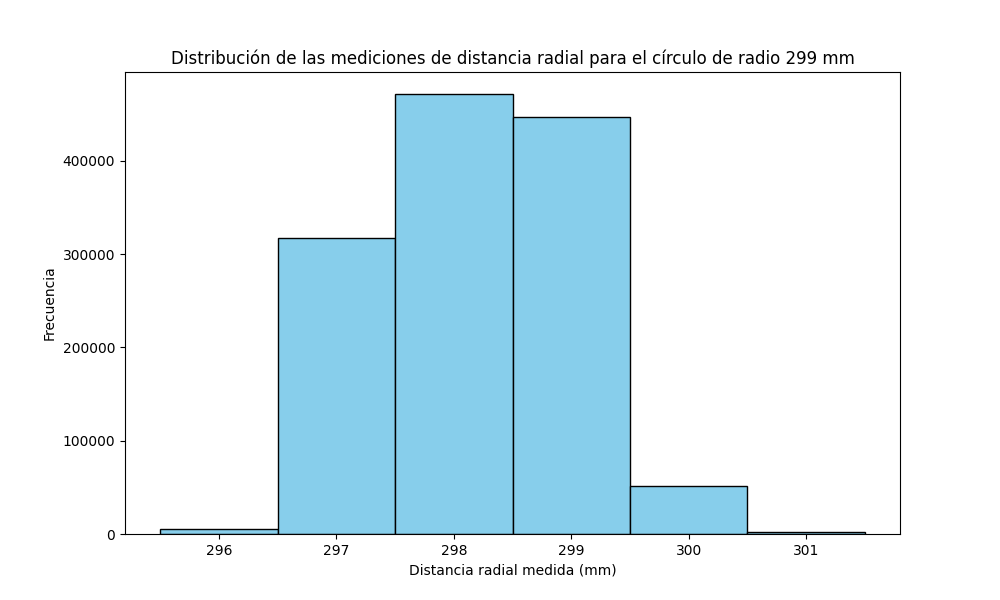 Distribución de las mediciones de distancia radial para el círculo de radio 299 mm
Frecuencia
400000
300000
200000
100000
0
296 297 298 299 300 301
Distancia radial medida (mm)